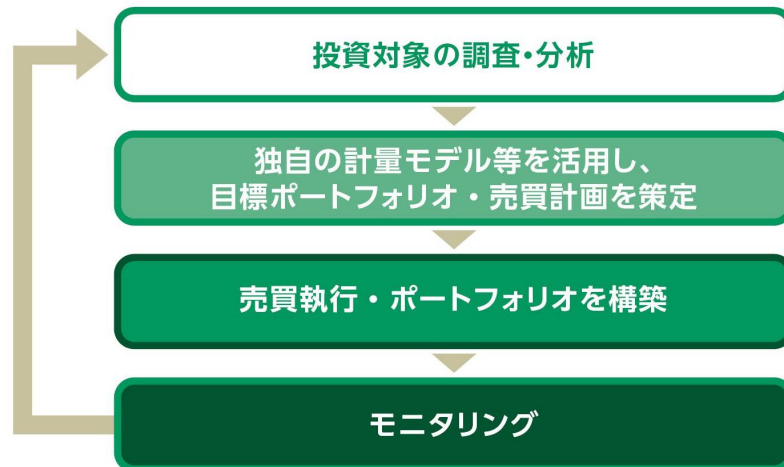 投資対象の調査・分析
独自の計量モデル等を活用し、
目標ポートフォリオ・売買計画を策定
売買執行・ポートフォリオを構築
モニタリング